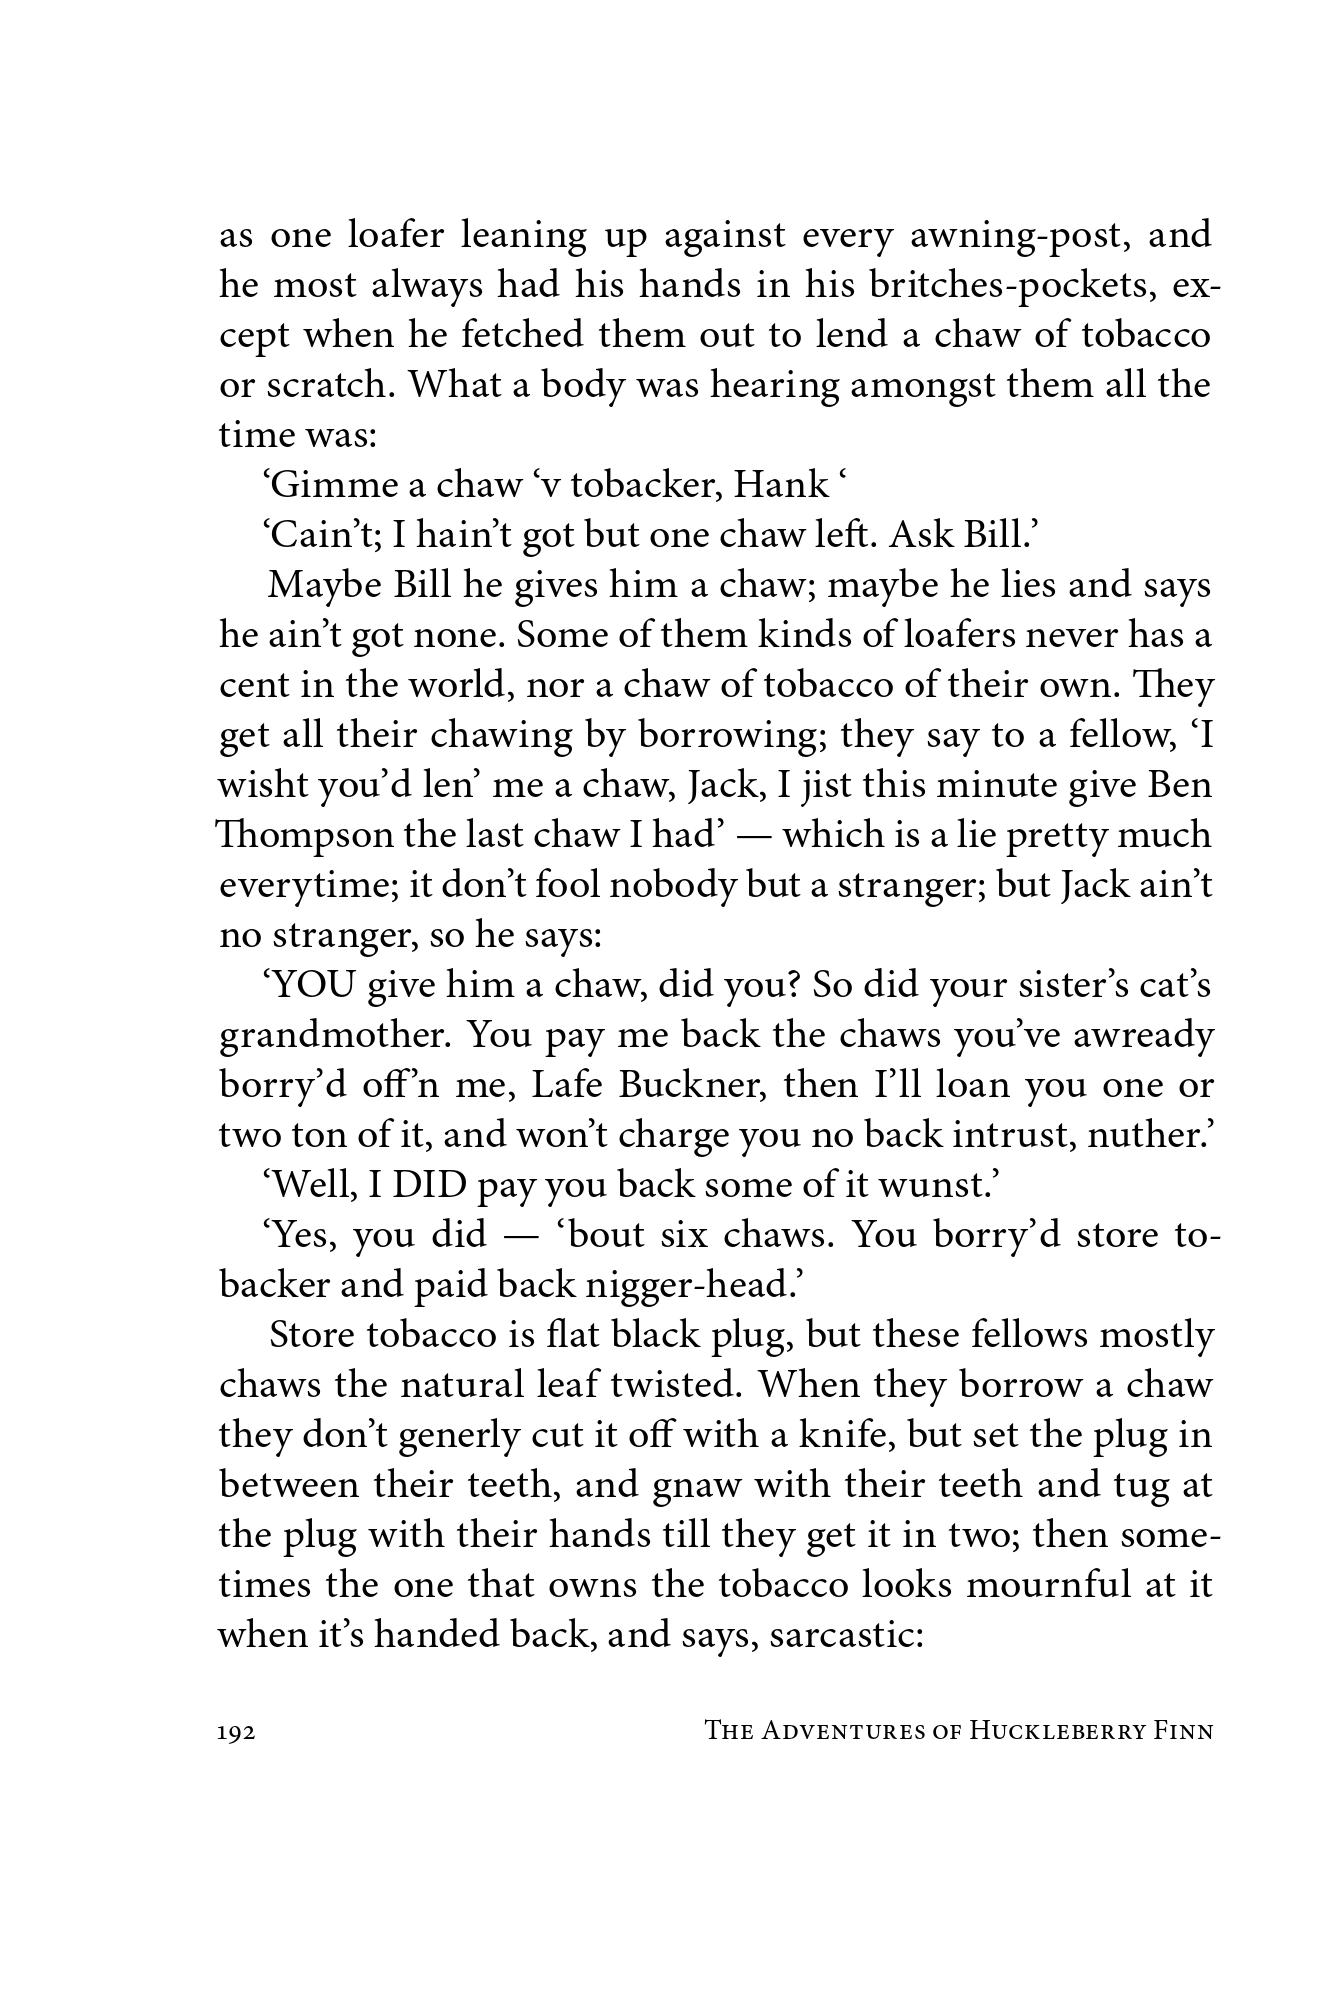 as one loafer leaning up against every awning-post, and
he most always had his hands in his britches-pockets, ex-
cept when he fetched them out to lend a chaw of tobacco
or scratch. What a body was hearing amongst them all the
time was:
‘Gimme a chaw ‘v tobacker, Hank ‘
‘Cain’t; I hain’t got but one chaw left. Ask Bill.’
Maybe Bill he gives him a chaw; maybe he lies and says
he ain’t got none. Some of them kinds of loafers never has a
cent in the world, nor a chaw of tobacco of their own. They
get all their chawing by borrowing; they say to a fellow, ‘I
wisht you’d len’ me a chaw, Jack, I jist this minute give Ben
Thompson the last chaw I had’ — which is a lie pretty much
everytime; it don’t fool nobody but a stranger; but Jack ain’t
no stranger, so he says:
‘YOU give him a chaw, did you? So did your sister’s cat’s
grandmother. You pay me back the chaws you’ve awready
borry’d off’n me, Lafe Buckner, then I’ll loan you one or
two ton of it, and won’t charge you no back intrust, nuther.’
‘Well, I DID pay you back some of it wunst.’
‘Yes, you did — ‘bout six chaws. You borry’d store to-
backer and paid back nigger-head.’
Store tobacco is flat black plug, but these fellows mostly
chaws the natural leaf twisted. When they borrow a chaw
they don’t generly cut it off with a knife, but set the plug in
between their teeth, and gnaw with their teeth and tug at
the plug with their hands till they get it in two; then some-
times the one that owns the tobacco looks mournful at it
when it’s handed back, and says, sarcastic:
192 The Adventures of Huckleberry Finn